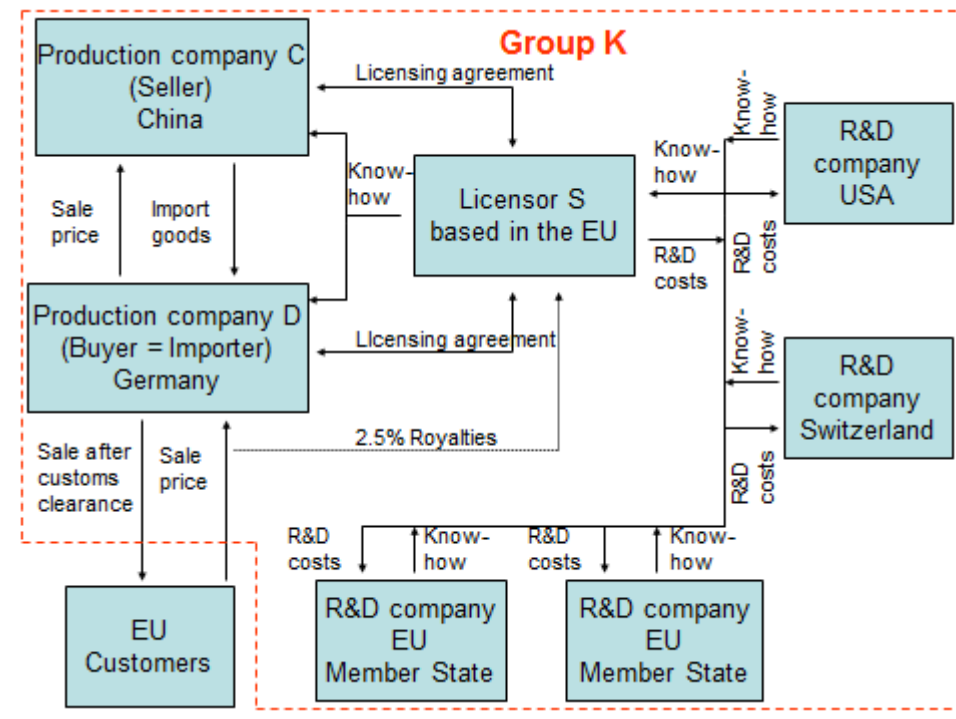 Group K
Production company C
(Seller)
China
Licensing agreement
Know-
how
R&D
company
USA
Know-
how
Know-
how
Licensor S
based in the EU
Sale
price
Import
goods
R&D
costs
R&D
costs
Production company D
(Buyer = Importer)
Germany
LIcensing agreement
Know-
how
R&D
company
Switzerland
2.5% Royalties
Sale after
customs
clearance
Sale
price
R&D
costs
R&D
costs
Know-
how
R&D
costs
Know-
how
EU
Customers
R&D company
EU
Member State
R&D company
EU
Member State